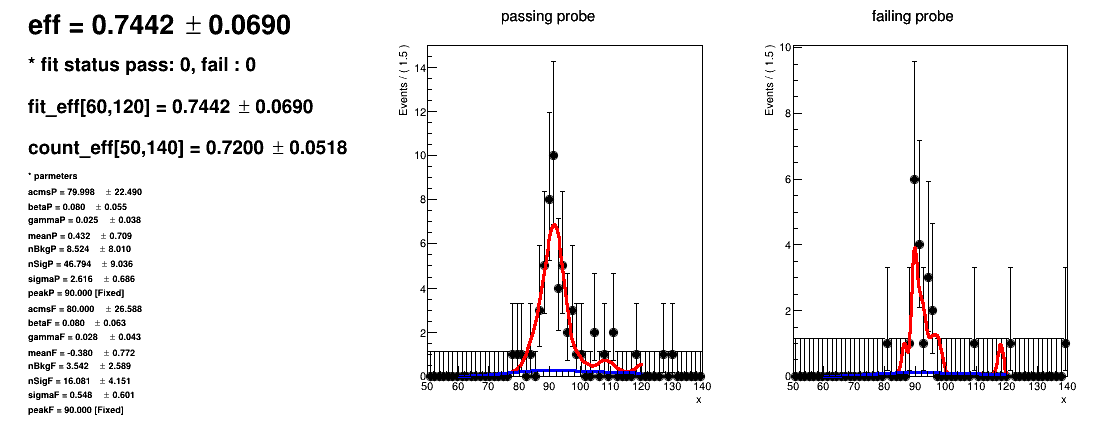 eff = 0.7442 ± 0.0690
* fit status pass: 0, fail : 0
fit_eff[60,120] = 0.7442 ± 0.0690
count_eff[50,140] = 0.7200 ± 0.0518
* parmeters
acmsP = 79.998 ± 22.490
betaP = 0.080 ± 0.055
gammaP = 0.025 ± 0.038
meanP = 0.432 ± 0.709
nBkgP = 8.524 ± 8.010
nSigP = 46.794 ± 9.036
sigmaP = 2.616 ± 0.686
peakP = 90.000 [Fixed]
acmsF = 80.000 ± 26.588
betaF = 0.080 ± 0.063
gammaF = 0.028 ± 0.043
meanF = -0.380 ± 0.772
nBkgF = 3.542 ± 2.589
nSigF = 16.081 ± 4.151
sigmaF = 0.548 ± 0.601
peakF = 90.000 [Fixed]
passing probe
Events / ( 1.5 )
14
12
10
8
6
4
2
0
50 60 70 80 90 100 110 120 130 140
x
failing probe
Events / ( 1.5 )
10
8
6
4
2
0
50 60 70 80 90 100 110 120 130 140
x